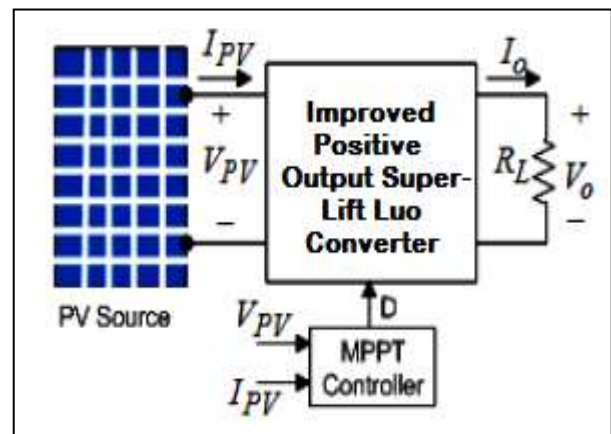 I_PV
I_o
+
V_PV
−
Improved
Positive
Output Super-
Lift Luo
Converter
+
R_L
V_o
−
PV Source
D
V_PV
I_PV
MPPT
Controller